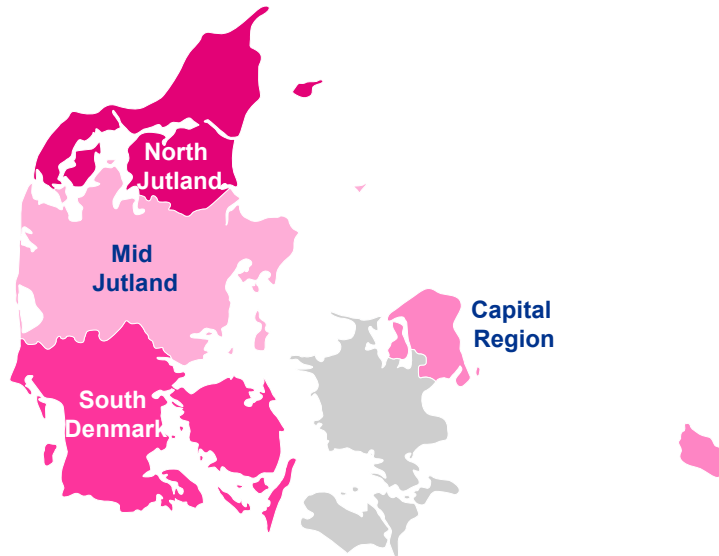 North
Jutland
Mid
Jutland
Capital
Region
South
Denmark